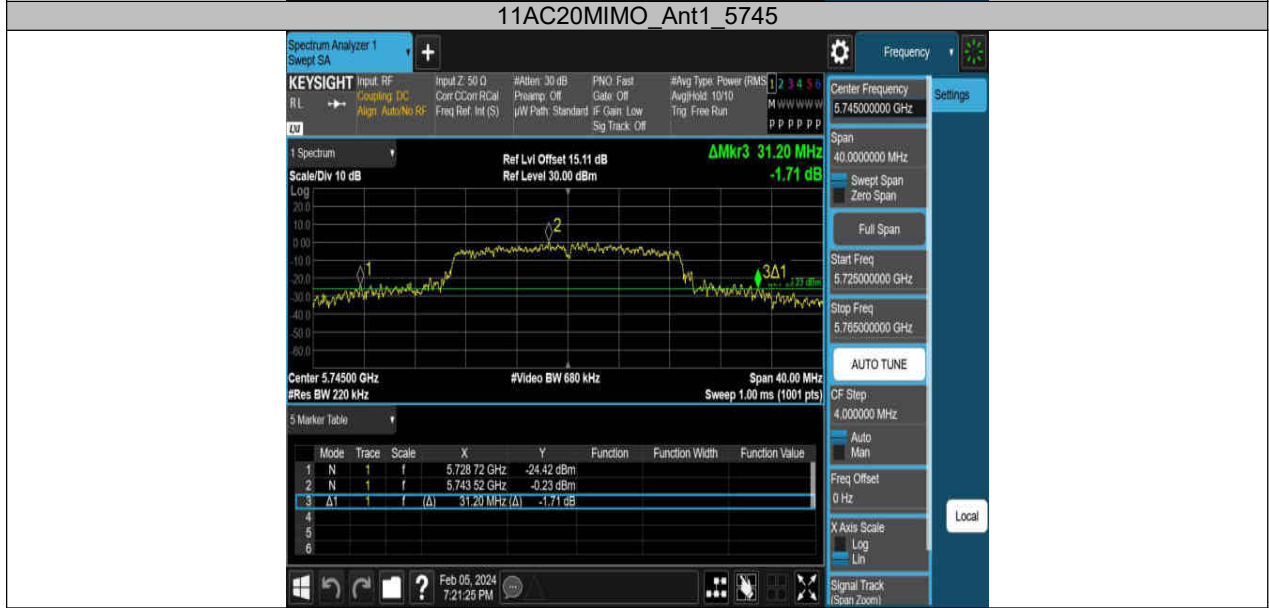 11AC20MIMO_Ant1_5745
Spectrum Analyzer 1
Swept SA
+
Frequency
KEYSIGHT Input: RF Input Z: 50 Ω #Atten: 30 dB PNO: Fast #Avg Type: Power (RMS 1 2 3 4 5 6
RL Coupling: DC Corr CCorr RCal Preamp: Off Gate: Off Avg|Hold: 10/10 M W W W W W
Align: Auto/No RF Freq Ref: Int (S) µW Path: Standard IF Gain: Low Trig: Free Run
Sig Track: Off P P P P P P
Center Frequency
5.745000000 GHz
Settings
1 Spectrum
Ref Lvl Offset 15.11 dB
ΔMkr3 31.20 MHz
Scale/Div 10 dB
Ref Level 30.00 dBm
-1.71 dB
Log
20.0
10.0
0.00
-10.0
-20.0
-30.0
-40.0
-50.0
-60.0
1
2
3Δ1
Center 5.74500 GHz
#Video BW 680 kHz
Span 40.00 MHz
#Res BW 220 kHz
Sweep 1.00 ms (1001 pts)
Span
40.0000000 MHz
Swept Span
Zero Span
Full Span
Start Freq
5.725000000 GHz
Stop Freq
5.765000000 GHz
AUTO TUNE
CF Step
4.000000 MHz
Auto
Man
Freq Offset
0 Hz
X Axis Scale
Log
Lin
Signal Track
(Span Zoom)
Local
5 Marker Table
Mode Trace Scale X Y Function Function Width Function Value
1 N 1 f 5.728 72 GHz -24.42 dBm
2 N 1 f 5.743 52 GHz -0.23 dBm
3 Δ1 1 f (Δ) 31.20 MHz (Δ) -1.71 dB
4
5
6
?
Feb 05, 2024
7:21:25 PM